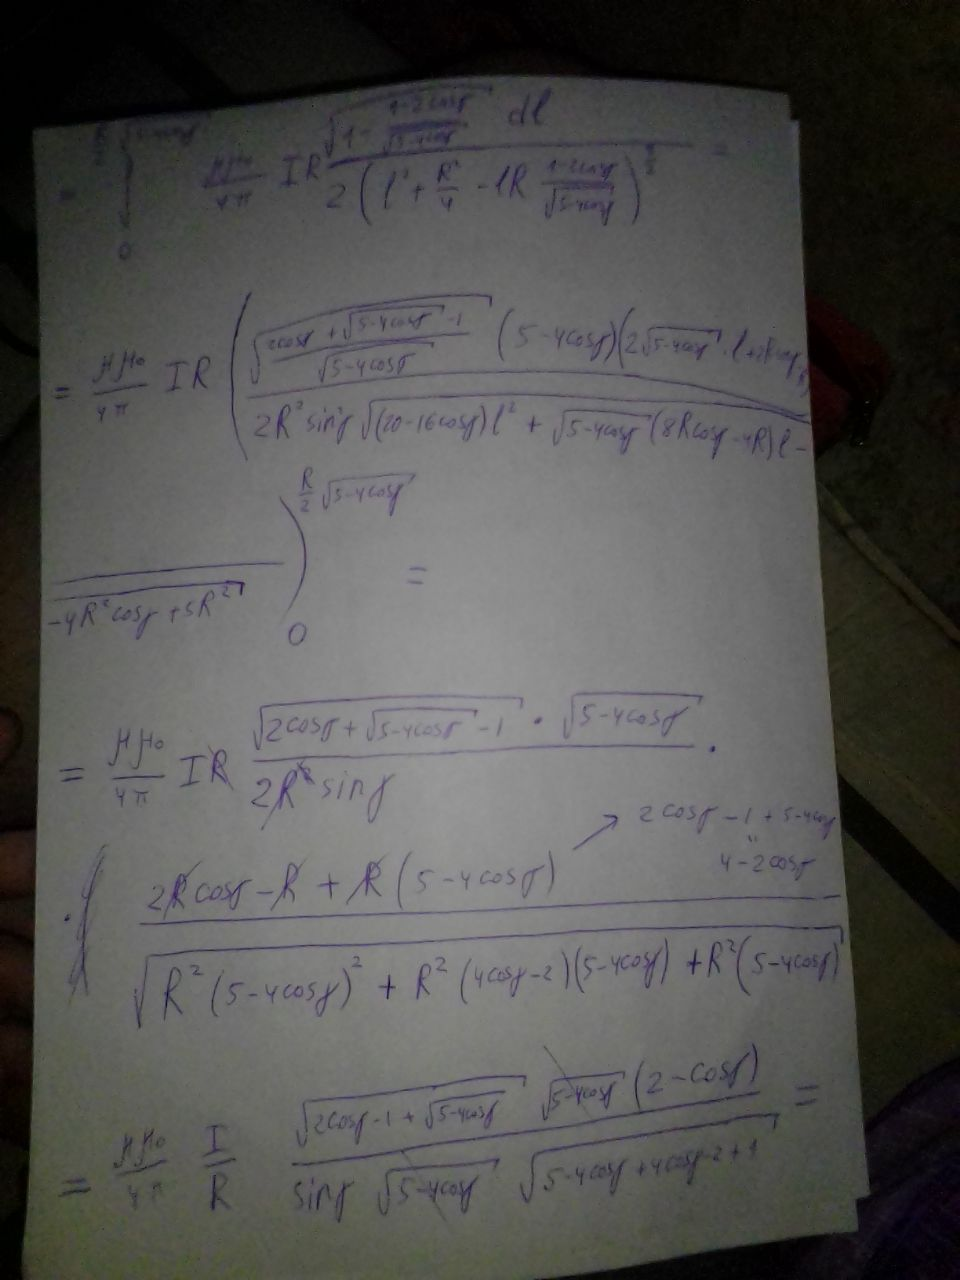 = ∫₀ μμ₀/4π IR √(1 - (1-2cosγ)/√(5-4cosγ)) dl / 2(l² + R²/4 - lR (1-2cosγ)/√(5-4cosγ)) =
= μμ₀/4π IR ( √((2cosγ + √(5-4cosγ) - 1)/√(5-4cosγ)) (5-4cosγ)(2√(5-4cosγ) · l + / 2R² sin²γ √((20-16cosγ)l² + √(5-4cosγ) (8Rcosγ-4R)l -
-4R²cosγ + 5R² ) ₀^(R/2 √(5-4cosγ)) =
= μμ₀/4π IR √(2cosγ + √(5-4cosγ) - 1) · √(5-4cosγ) / 2R² sinγ ·
→ 2cosγ - 1 + 5-4cosγ
"
4-2cosγ
· 2Rcosγ - R + R(5-4cosγ) / √(R²(5-4cosγ)² + R²(4cosγ-2)(5-4cosγ) + R²(5-4cosγ))
= μμ₀/4π I/R √(2cosγ-1+√(5-4cosγ)) √(5-4cosγ) (2-cosγ) / sinγ √(5-4cosγ) √(5-4cosγ+4cosγ-2+1) =